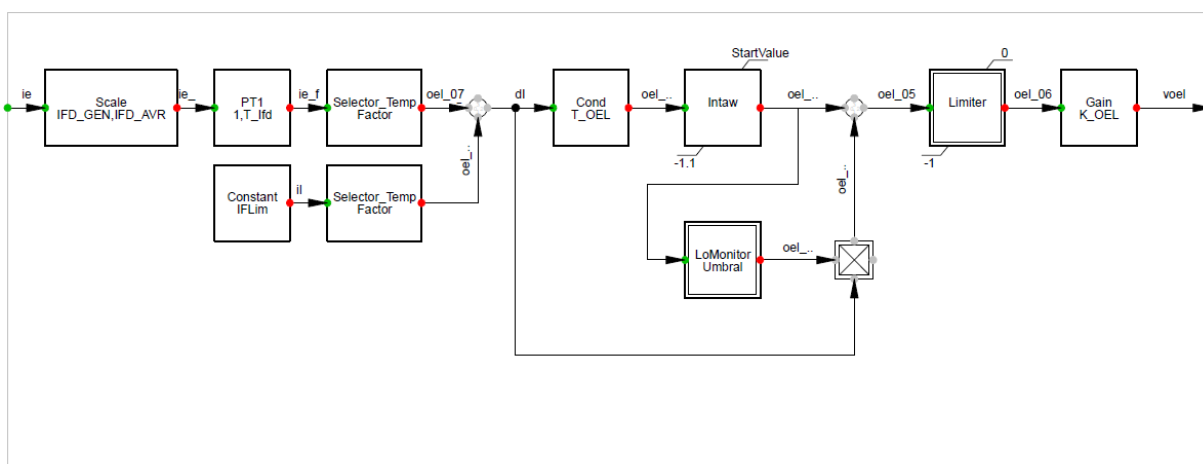 StartValue
0
ie
Scale
IFD_GEN,IFD_AVR
ie_
PT1
1,T_Ifd
ie_f
Selector_Temp
Factor
oel_07
dI
Cond
T_OEL
oel_..
Intaw
oel_..
oel_05
Limiter
oel_06
Gain
K_OEL
voel
-1.1
-1
oel_..
oel_..
Constant
IFLim
il
Selector_Temp
Factor
LoMonitor
Umbral
oel_..